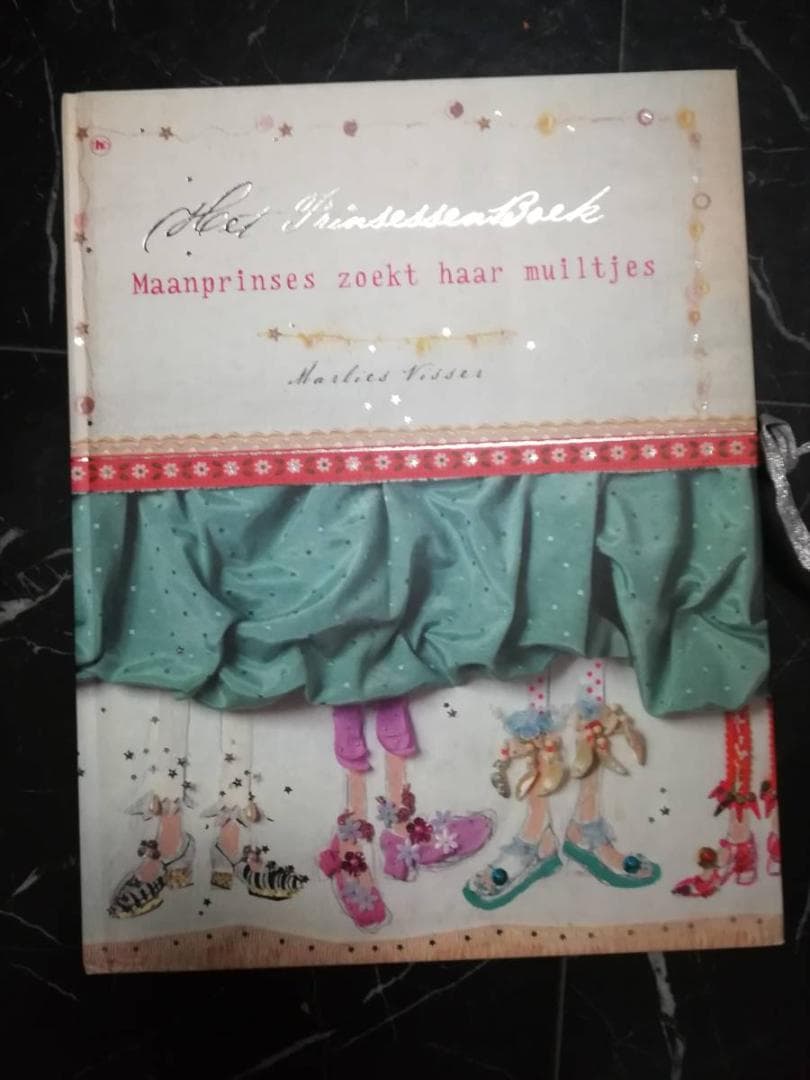 Het PrinsessenBoek
Maanprinses zoekt haar muiltjes
Marlies Visser